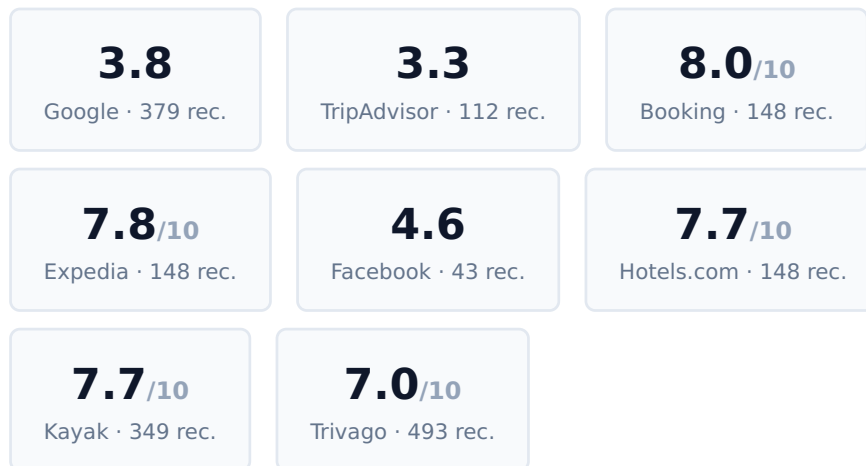 3.8
Google · 379 rec.
3.3
TripAdvisor · 112 rec.
8.0/10
Booking · 148 rec.
7.8/10
Expedia · 148 rec.
4.6
Facebook · 43 rec.
7.7/10
Hotels.com · 148 rec.
7.7/10
Kayak · 349 rec.
7.0/10
Trivago · 493 rec.